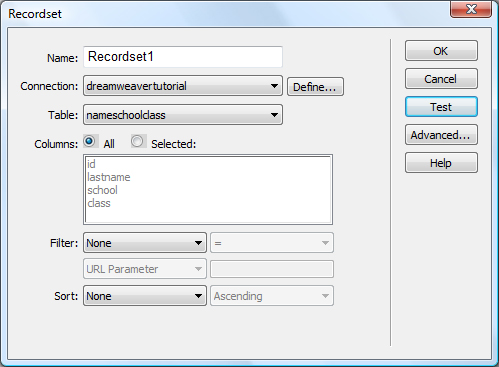 Recordset
Name: Recordset1 OK
Connection: dreamweavertutorial Define... Cancel
Table: nameschoolclass Test
Columns: All Selected: Advanced...
id Help
lastname
school
class
Filter: None =
URL Parameter
Sort: None Ascending